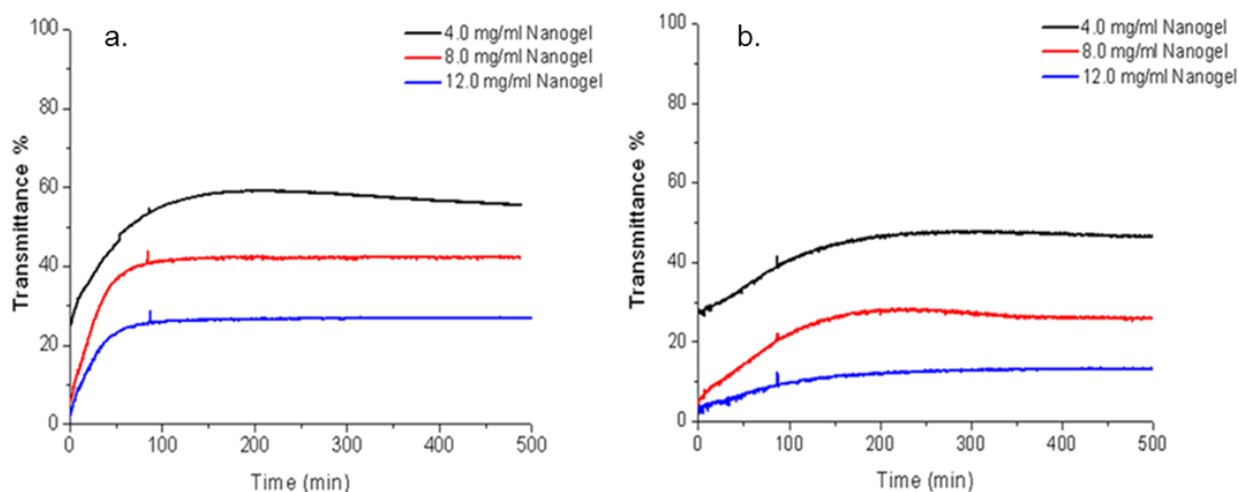 a.
4.0 mg/ml Nanogel
8.0 mg/ml Nanogel
12.0 mg/ml Nanogel
100
80
60
40
20
0
Transmittance %
0 100 200 300 400 500
Time (min)
b.
4.0 mg/ml Nanogel
8.0 mg/ml Nanogel
12.0 mg/ml Nanogel
100
80
60
40
20
0
Transmittance %
0 100 200 300 400 500
Time (min)